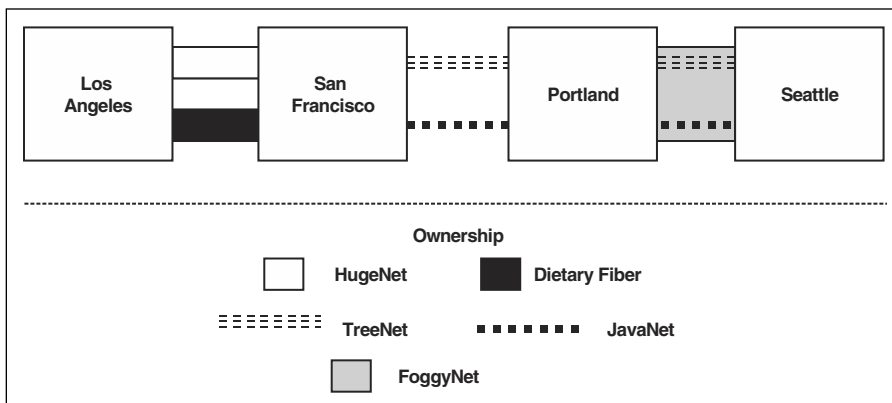 Los
Angeles
San
Francisco
Portland
Seattle
Ownership
HugeNet
Dietary Fiber
TreeNet
JavaNet
FoggyNet